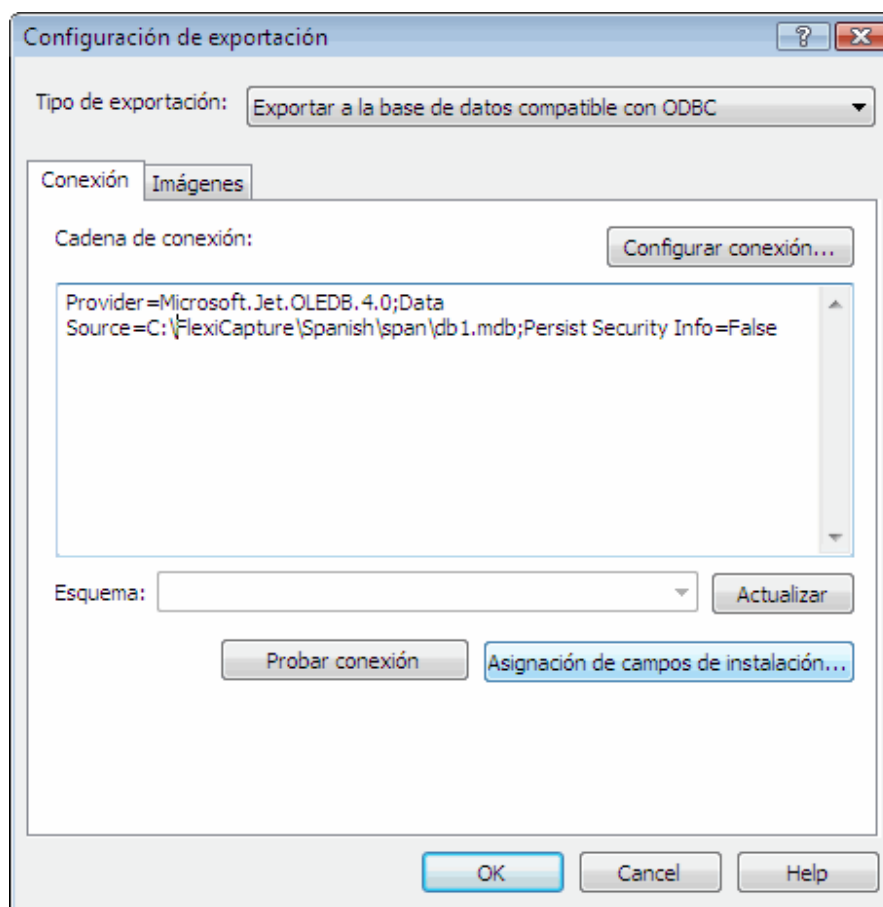 Configuración de exportación
Tipo de exportación: Exportar a la base de datos compatible con ODBC
Conexión Imágenes
Cadena de conexión: Configurar conexión...
Provider=Microsoft.Jet.OLEDB.4.0;Data
Source=C:\FlexiCapture\Spanish\span\db1.mdb;Persist Security Info=False
Esquema: Actualizar
Probar conexión Asignación de campos de instalación...
OK Cancel Help